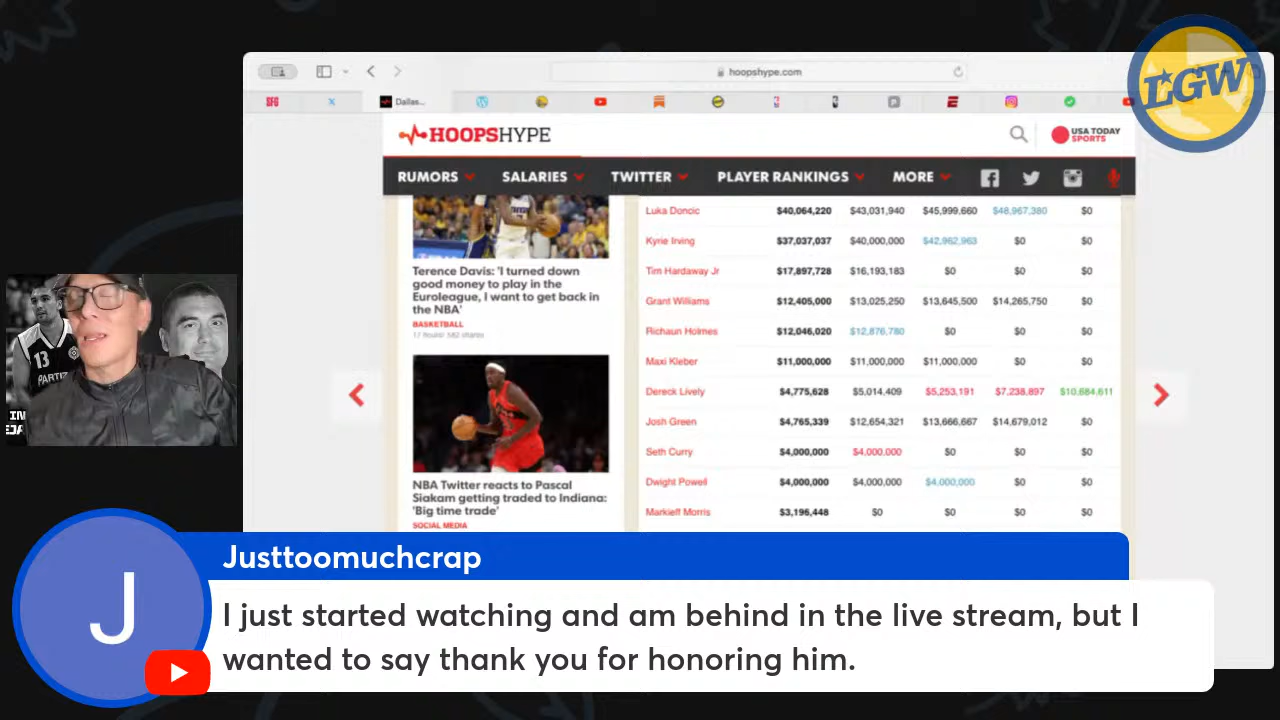 LGW
hoopshype.com
SFG
Dallas...
HOOPSHYPE
USA TODAY
SPORTS
RUMORS
SALARIES
TWITTER
PLAYER RANKINGS
MORE
Terence Davis: 'I turned down
good money to play in the
Euroleague, I want to get back in
the NBA'
BASKETBALL
17 hours· 582 shares
NBA Twitter reacts to Pascal
Siakam getting traded to Indiana:
'Big time trade'
SOCIAL MEDIA
Luka Doncic $40,064,220 $43,031,940 $45,999,660 $48,967,380 $0
Kyrie Irving $37,037,037 $40,000,000 $42,962,963 $0 $0
Tim Hardaway Jr $17,897,728 $16,193,183 $0 $0 $0
Grant Williams $12,405,000 $13,025,250 $13,645,500 $14,265,750 $0
Richaun Holmes $12,046,020 $12,876,780 $0 $0 $0
Maxi Kleber $11,000,000 $11,000,000 $11,000,000 $0 $0
Dereck Lively $4,775,628 $5,014,409 $5,253,191 $7,238,897 $10,684,611
Josh Green $4,765,339 $12,654,321 $13,666,667 $14,679,012 $0
Seth Curry $4,000,000 $4,000,000 $0 $0 $0
Dwight Powell $4,000,000 $4,000,000 $4,000,000 $0 $0
Markieff Morris $3,196,448 $0 $0 $0 $0
13
PARTI
IN
EJA
J
Justtoomuchcrap
I just started watching and am behind in the live stream, but I
wanted to say thank you for honoring him.